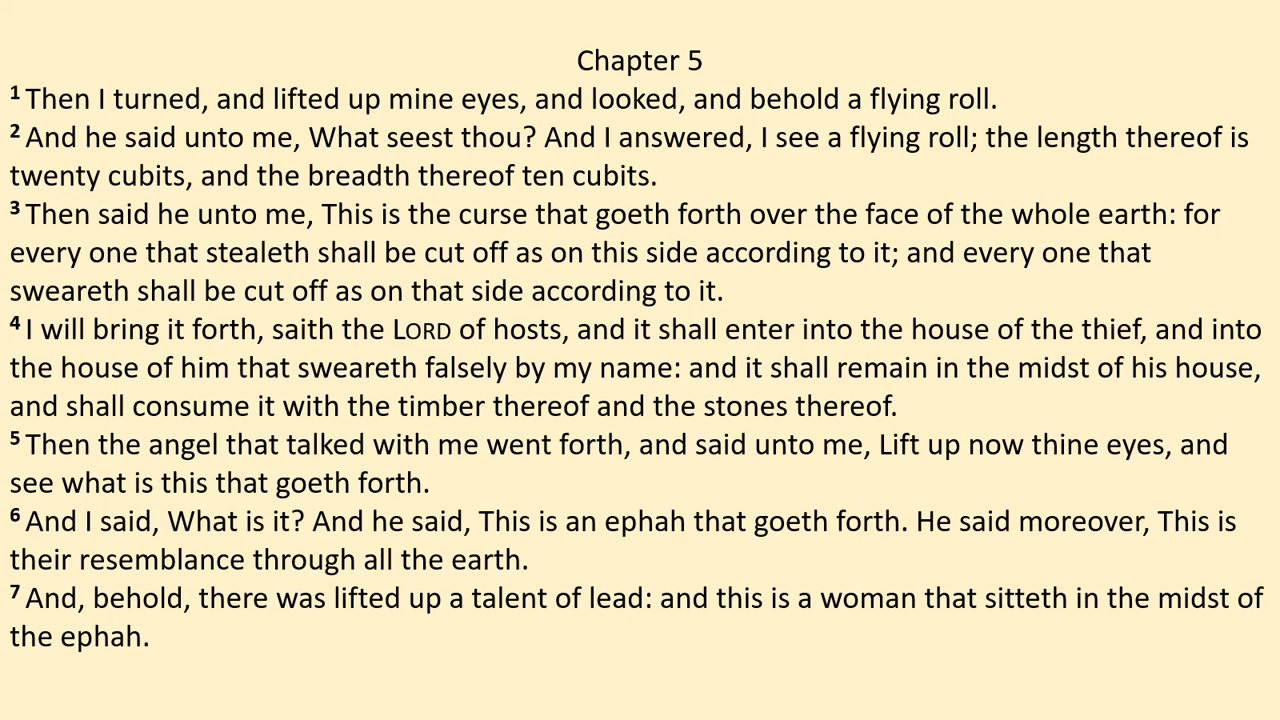 Chapter 5
1 Then I turned, and lifted up mine eyes, and looked, and behold a flying roll.
2 And he said unto me, What seest thou? And I answered, I see a flying roll; the length thereof is
twenty cubits, and the breadth thereof ten cubits.
3 Then said he unto me, This is the curse that goeth forth over the face of the whole earth: for
every one that stealeth shall be cut off as on this side according to it; and every one that
sweareth shall be cut off as on that side according to it.
4 I will bring it forth, saith the LORD of hosts, and it shall enter into the house of the thief, and into
the house of him that sweareth falsely by my name: and it shall remain in the midst of his house,
and shall consume it with the timber thereof and the stones thereof.
5 Then the angel that talked with me went forth, and said unto me, Lift up now thine eyes, and
see what is this that goeth forth.
6 And I said, What is it? And he said, This is an ephah that goeth forth. He said moreover, This is
their resemblance through all the earth.
7 And, behold, there was lifted up a talent of lead: and this is a woman that sitteth in the midst of
the ephah.